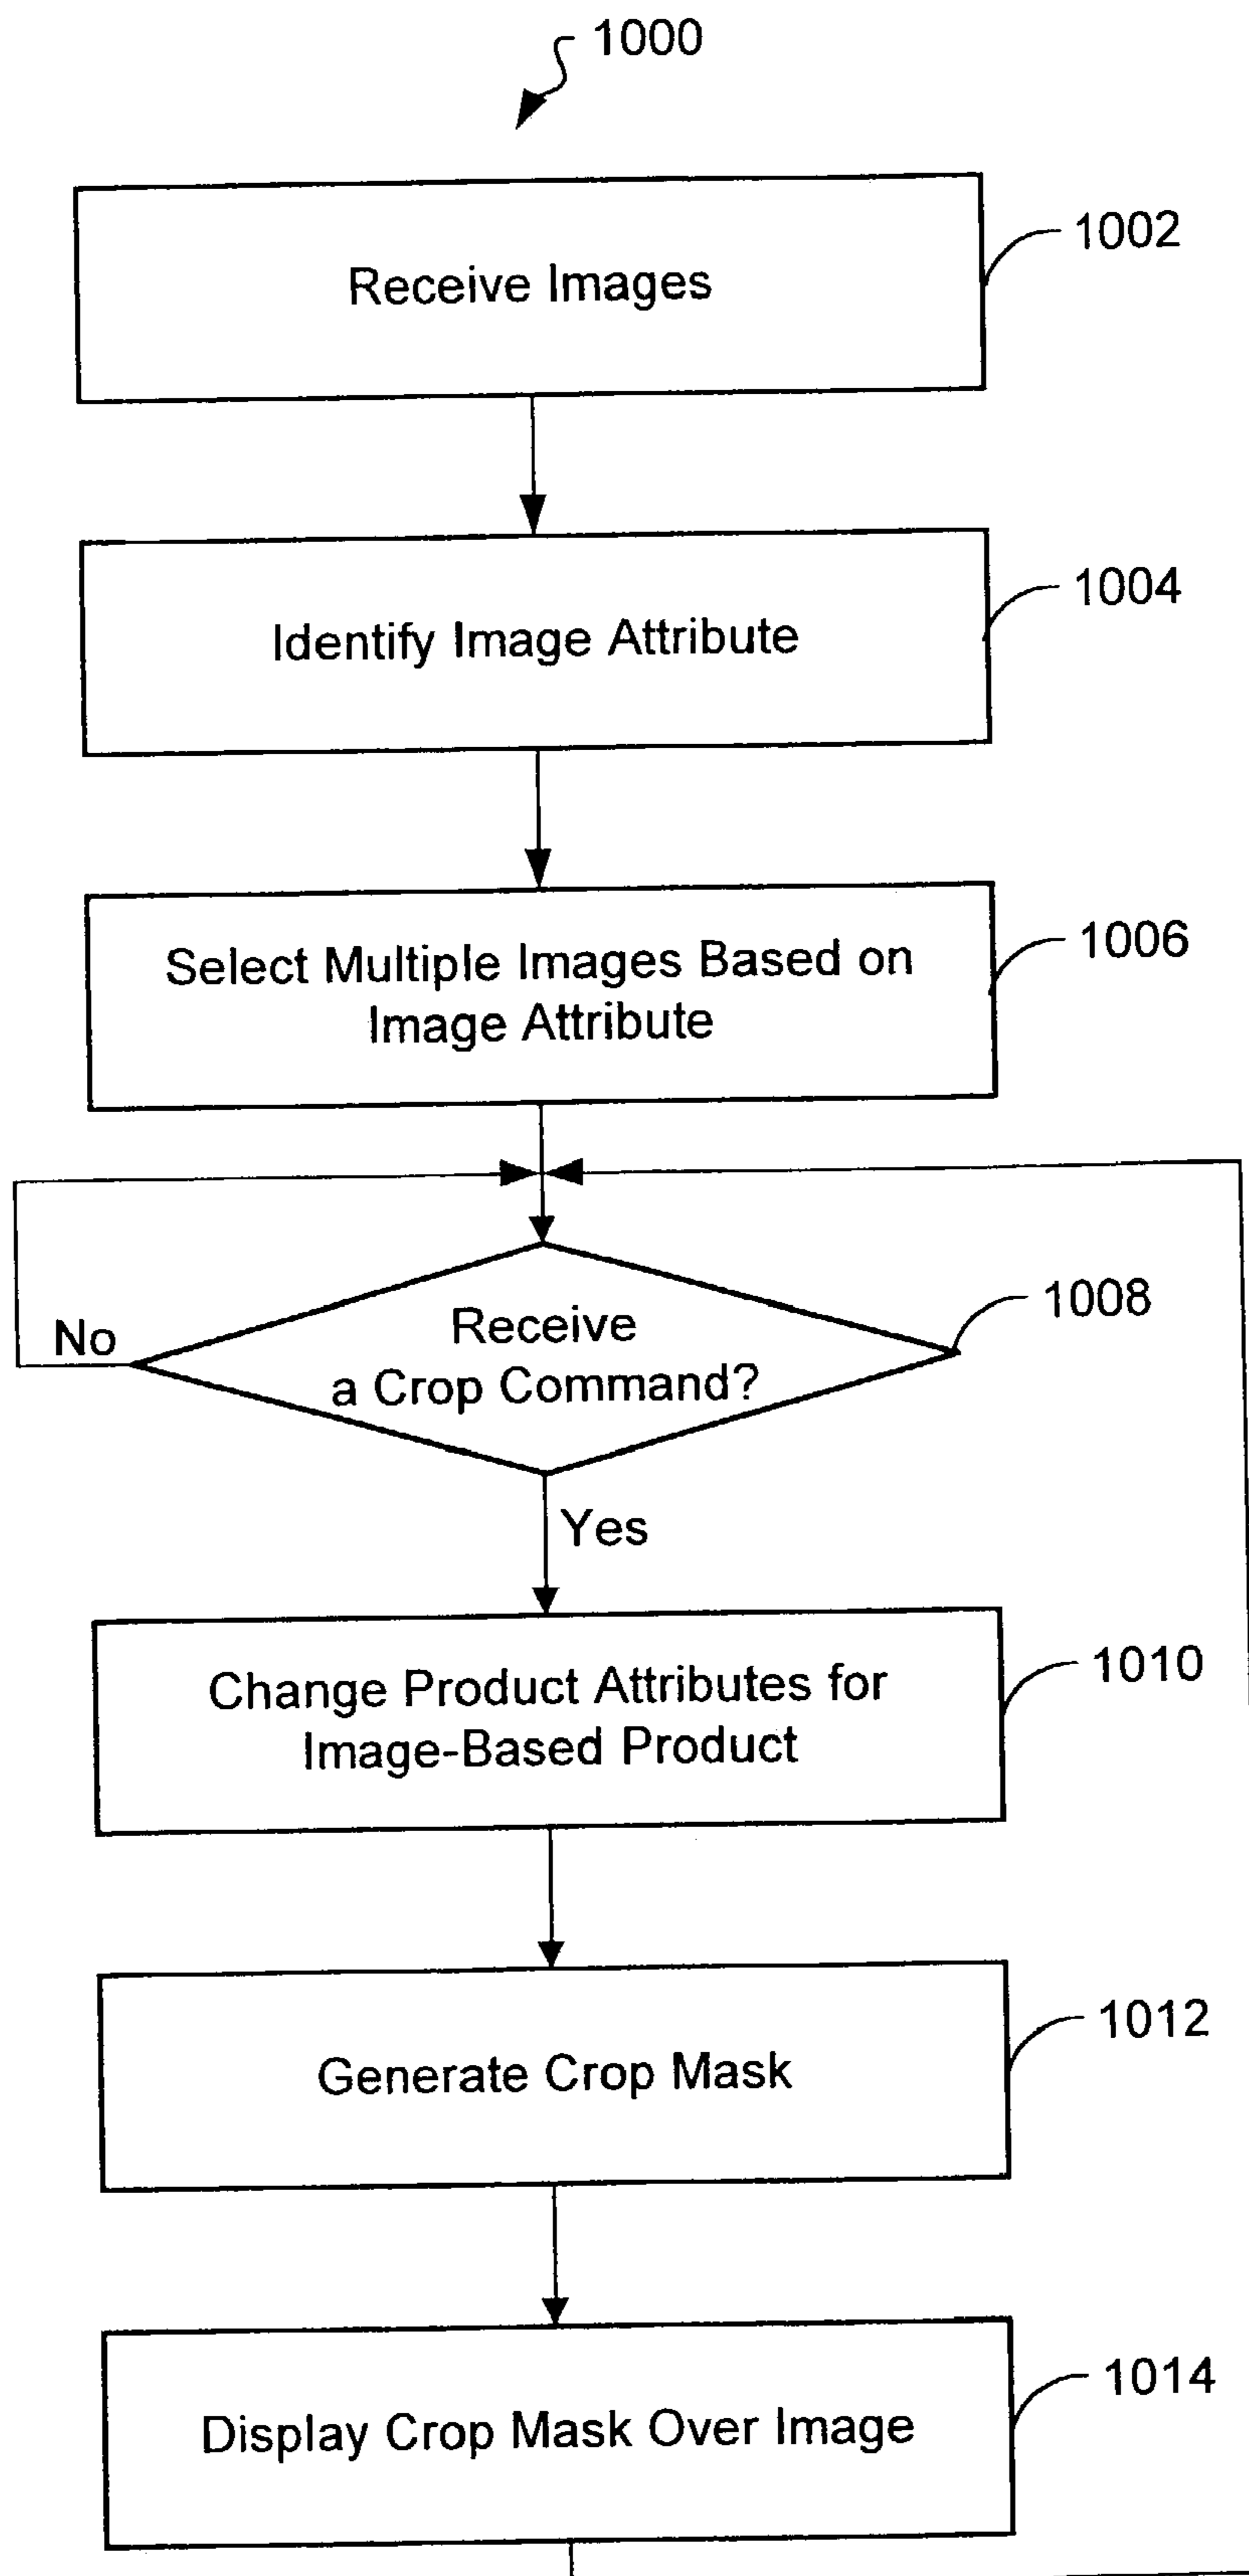 1000
Receive Images
1002
Identify Image Attribute
1004
Select Multiple Images Based on
Image Attribute
1006
No
Receive
a Crop Command?
1008
Yes
Change Product Attributes for
Image-Based Product
1010
Generate Crop Mask
1012
Display Crop Mask Over Image
1014